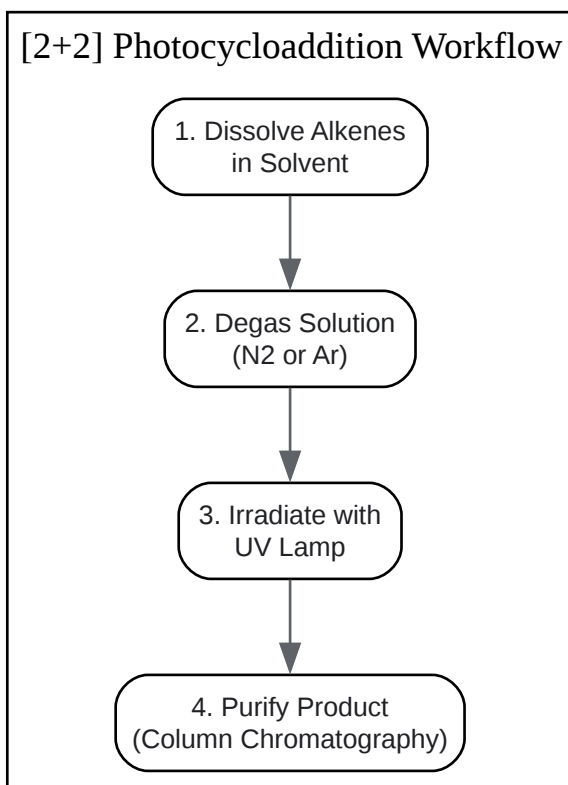 [2+2] Photocycloaddition Workflow
1. Dissolve Alkenes
in Solvent
2. Degas Solution
(N2 or Ar)
3. Irradiate with
UV Lamp
4. Purify Product
(Column Chromatography)